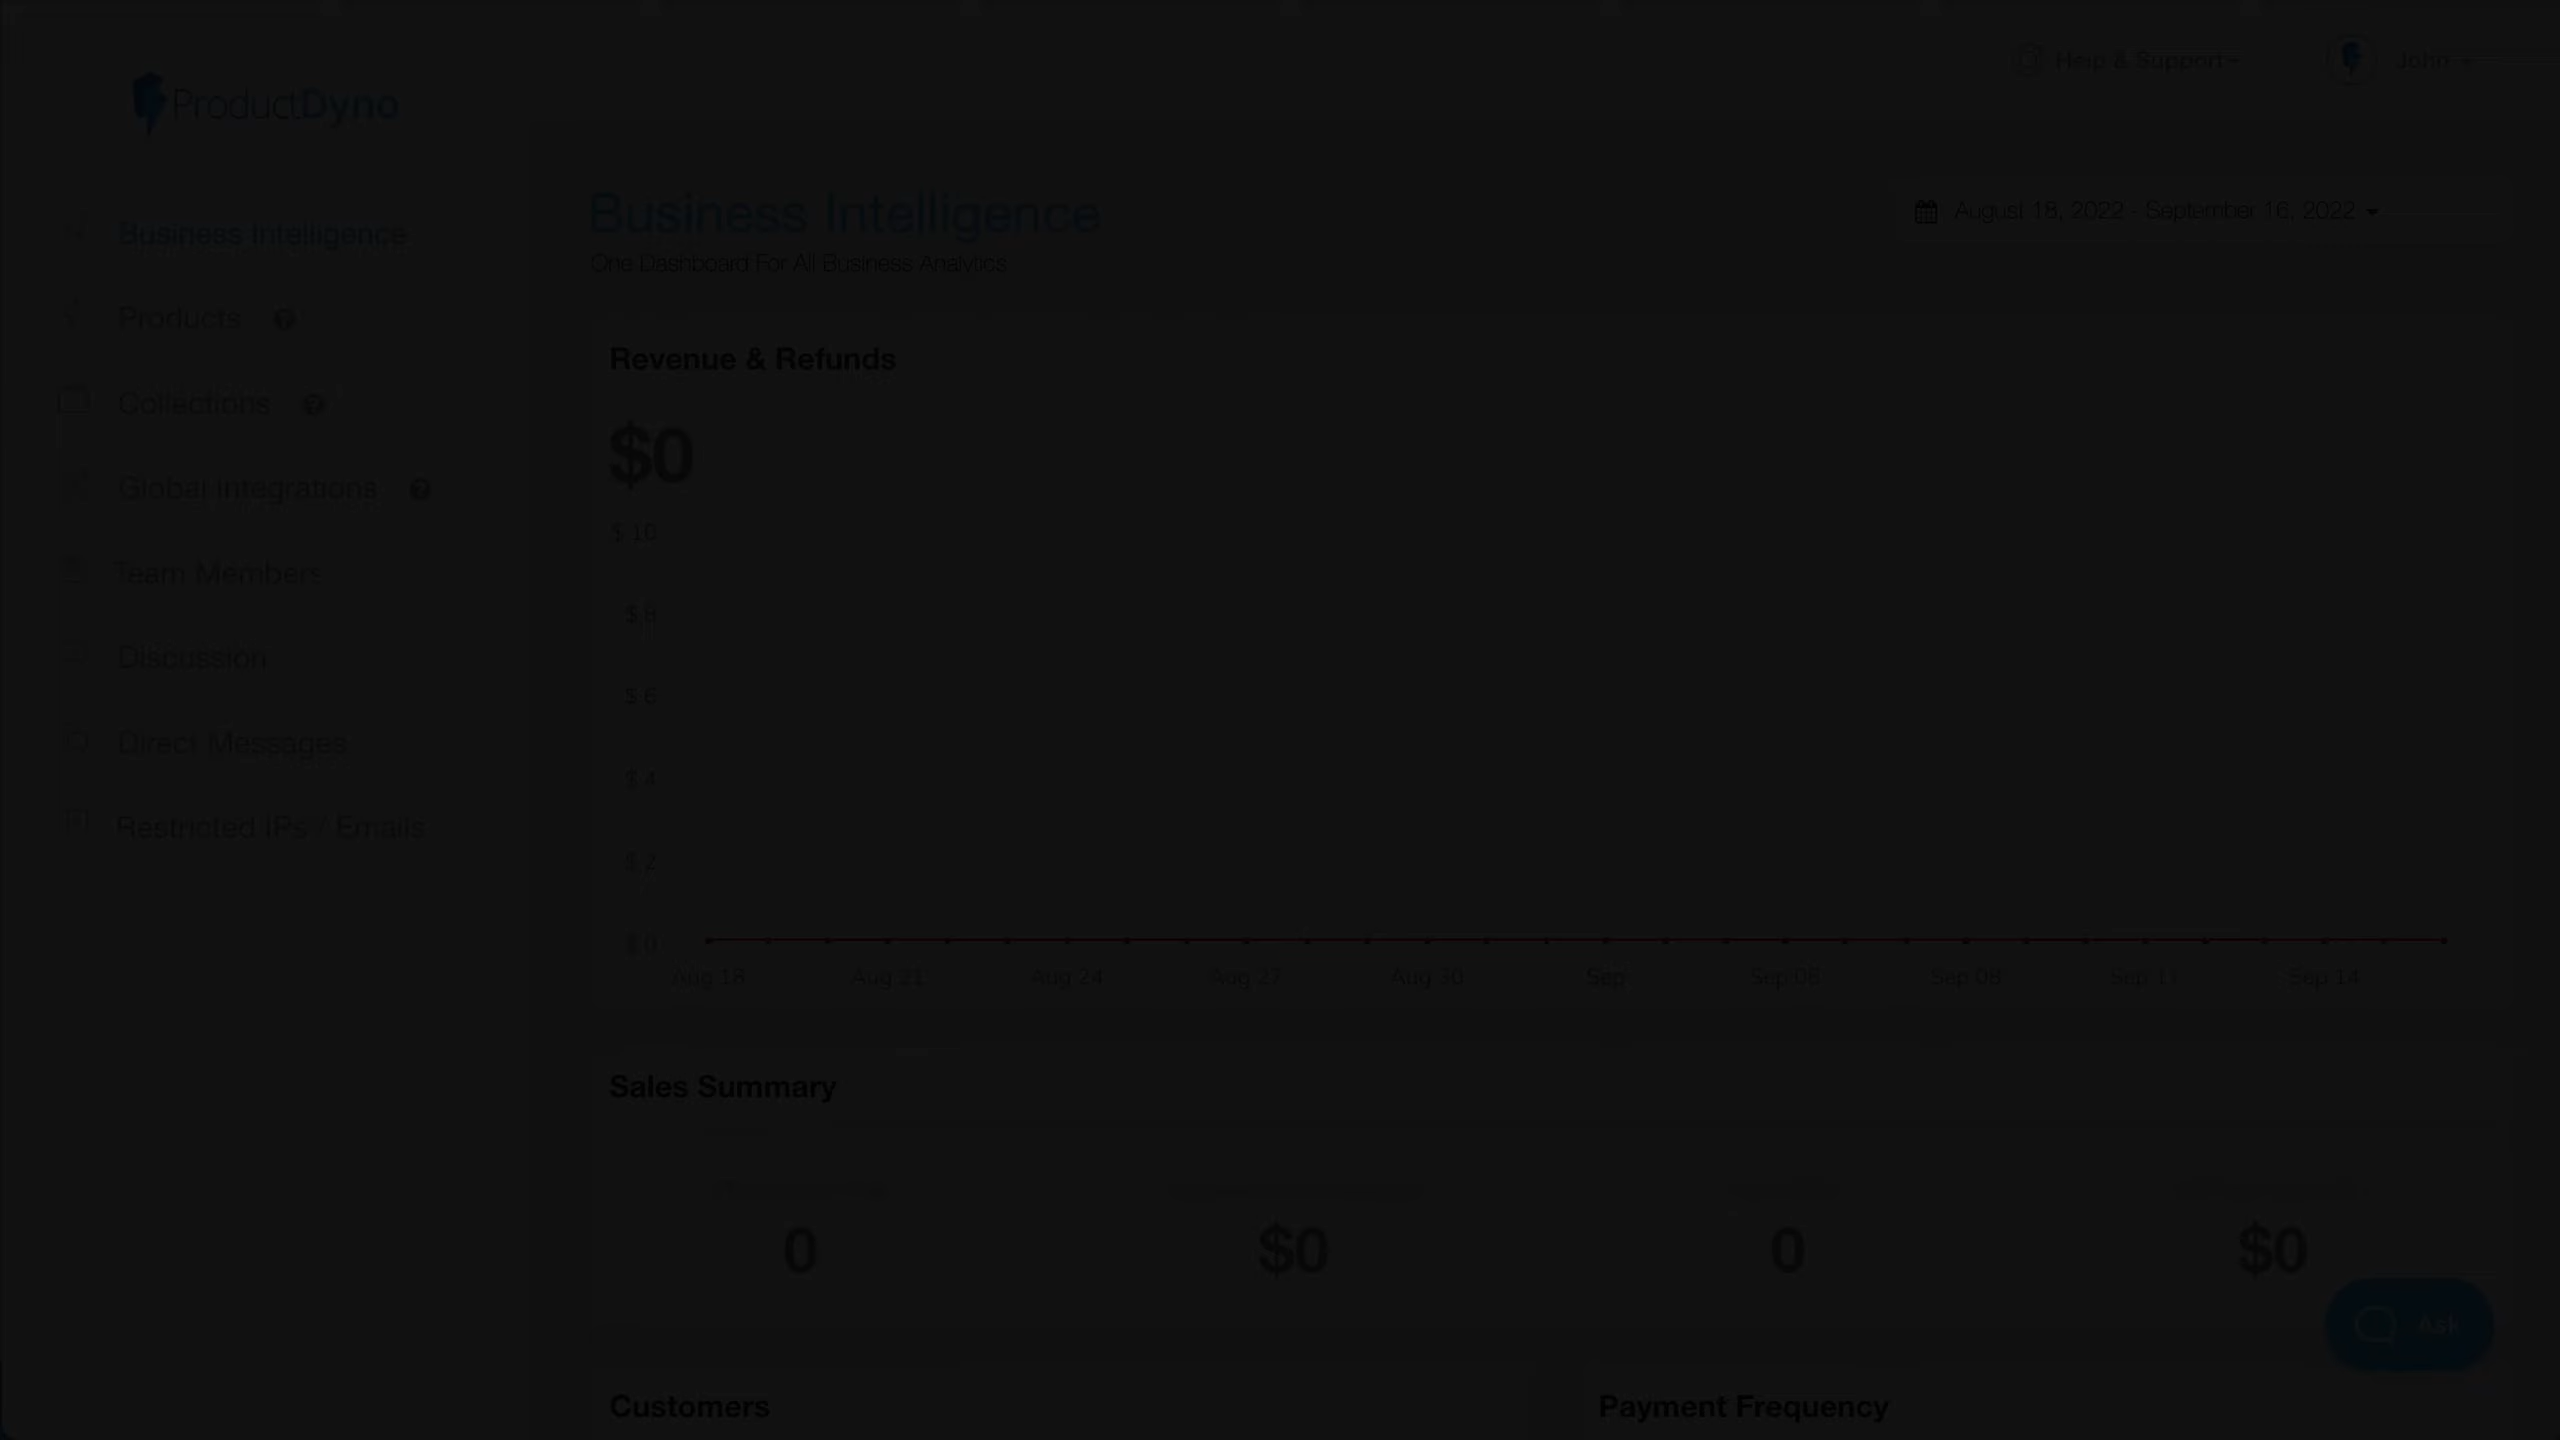 Help & Support
John
ProductDyno
Business Intelligence
Products
Collections
Global Integrations
Team Members
Discussion
Direct Messages
Restricted IPs / Emails
Business Intelligence
One Dashboard For All Business Analytics
August 18, 2022 - September 16, 2022
Revenue & Refunds
$0
$ 10
$ 8
$ 6
$ 4
$ 2
$ 0
Aug 18 Aug 21 Aug 24 Aug 27 Aug 30 Sep Sep 08 Sep 14
Sales Summary
0 $0 0 $0
Ask
Customers Payment Frequency